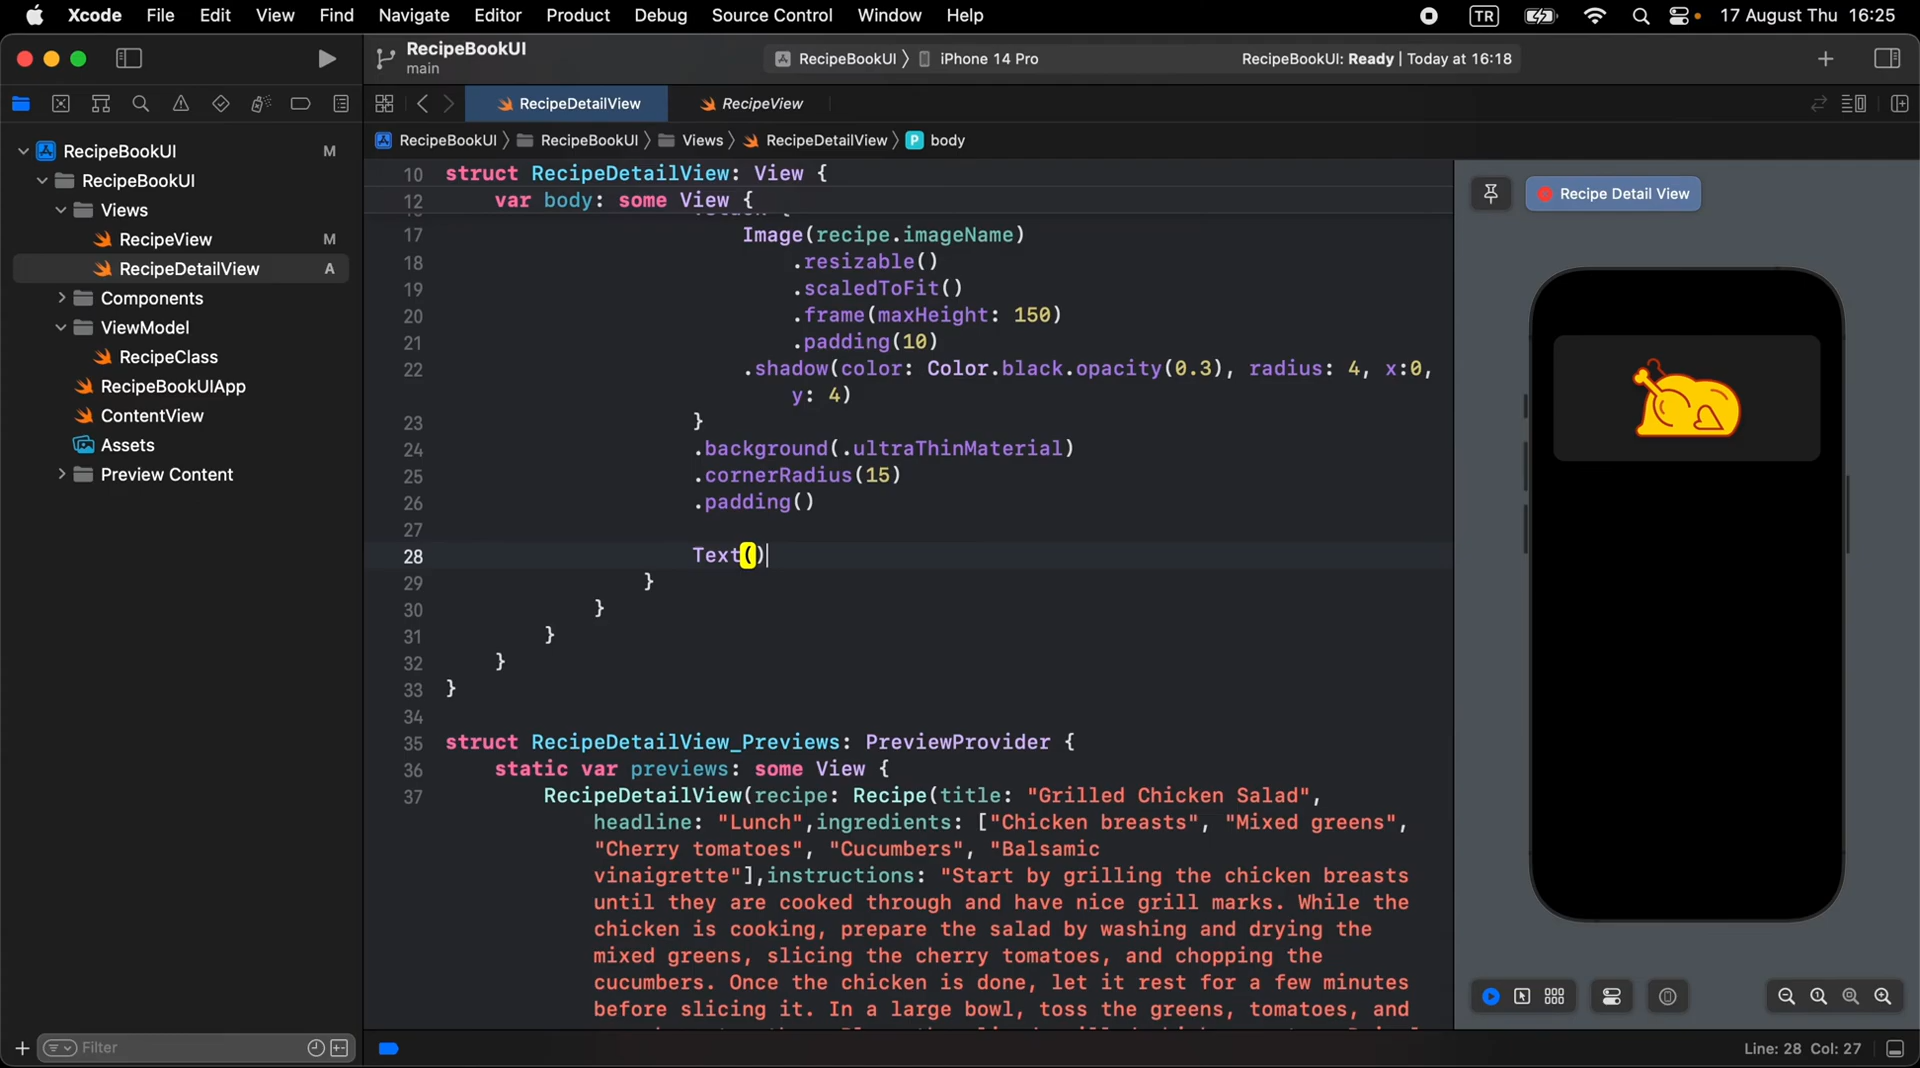 Xcode File Edit View Find Navigate Editor Product Debug Source Control Window Help TR 17 August Thu 16:25
RecipeBookUI
main
RecipeBookUI 〉 iPhone 14 Pro RecipeBookUI: Ready | Today at 16:18
RecipeDetailView RecipeView
RecipeBookUI 〉 RecipeBookUI 〉 Views 〉 RecipeDetailView 〉 P body
RecipeBookUI M
RecipeBookUI
Views
RecipeView M
RecipeDetailView A
Components
ViewModel
RecipeClass
RecipeBookUIApp
ContentView
Assets
Preview Content
Filter
10 struct RecipeDetailView: View {
12 var body: some View {
17 Image(recipe.imageName)
18 .resizable()
19 .scaledToFit()
20 .frame(maxHeight: 150)
21 .padding(10)
22 .shadow(color: Color.black.opacity(0.3), radius: 4, x:0,
y: 4)
23 }
24 .background(.ultraThinMaterial)
25 .cornerRadius(15)
26 .padding()
27
28 Text()
29 }
30 }
31 }
32 }
33 }
34
35 struct RecipeDetailView_Previews: PreviewProvider {
36 static var previews: some View {
37 RecipeDetailView(recipe: Recipe(title: "Grilled Chicken Salad",
headline: "Lunch",ingredients: ["Chicken breasts", "Mixed greens",
"Cherry tomatoes", "Cucumbers", "Balsamic
vinaigrette"],instructions: "Start by grilling the chicken breasts
until they are cooked through and have nice grill marks. While the
chicken is cooking, prepare the salad by washing and drying the
mixed greens, slicing the cherry tomatoes, and chopping the
cucumbers. Once the chicken is done, let it rest for a few minutes
before slicing it. In a large bowl, toss the greens, tomatoes, and
Recipe Detail View
Line: 28 Col: 27